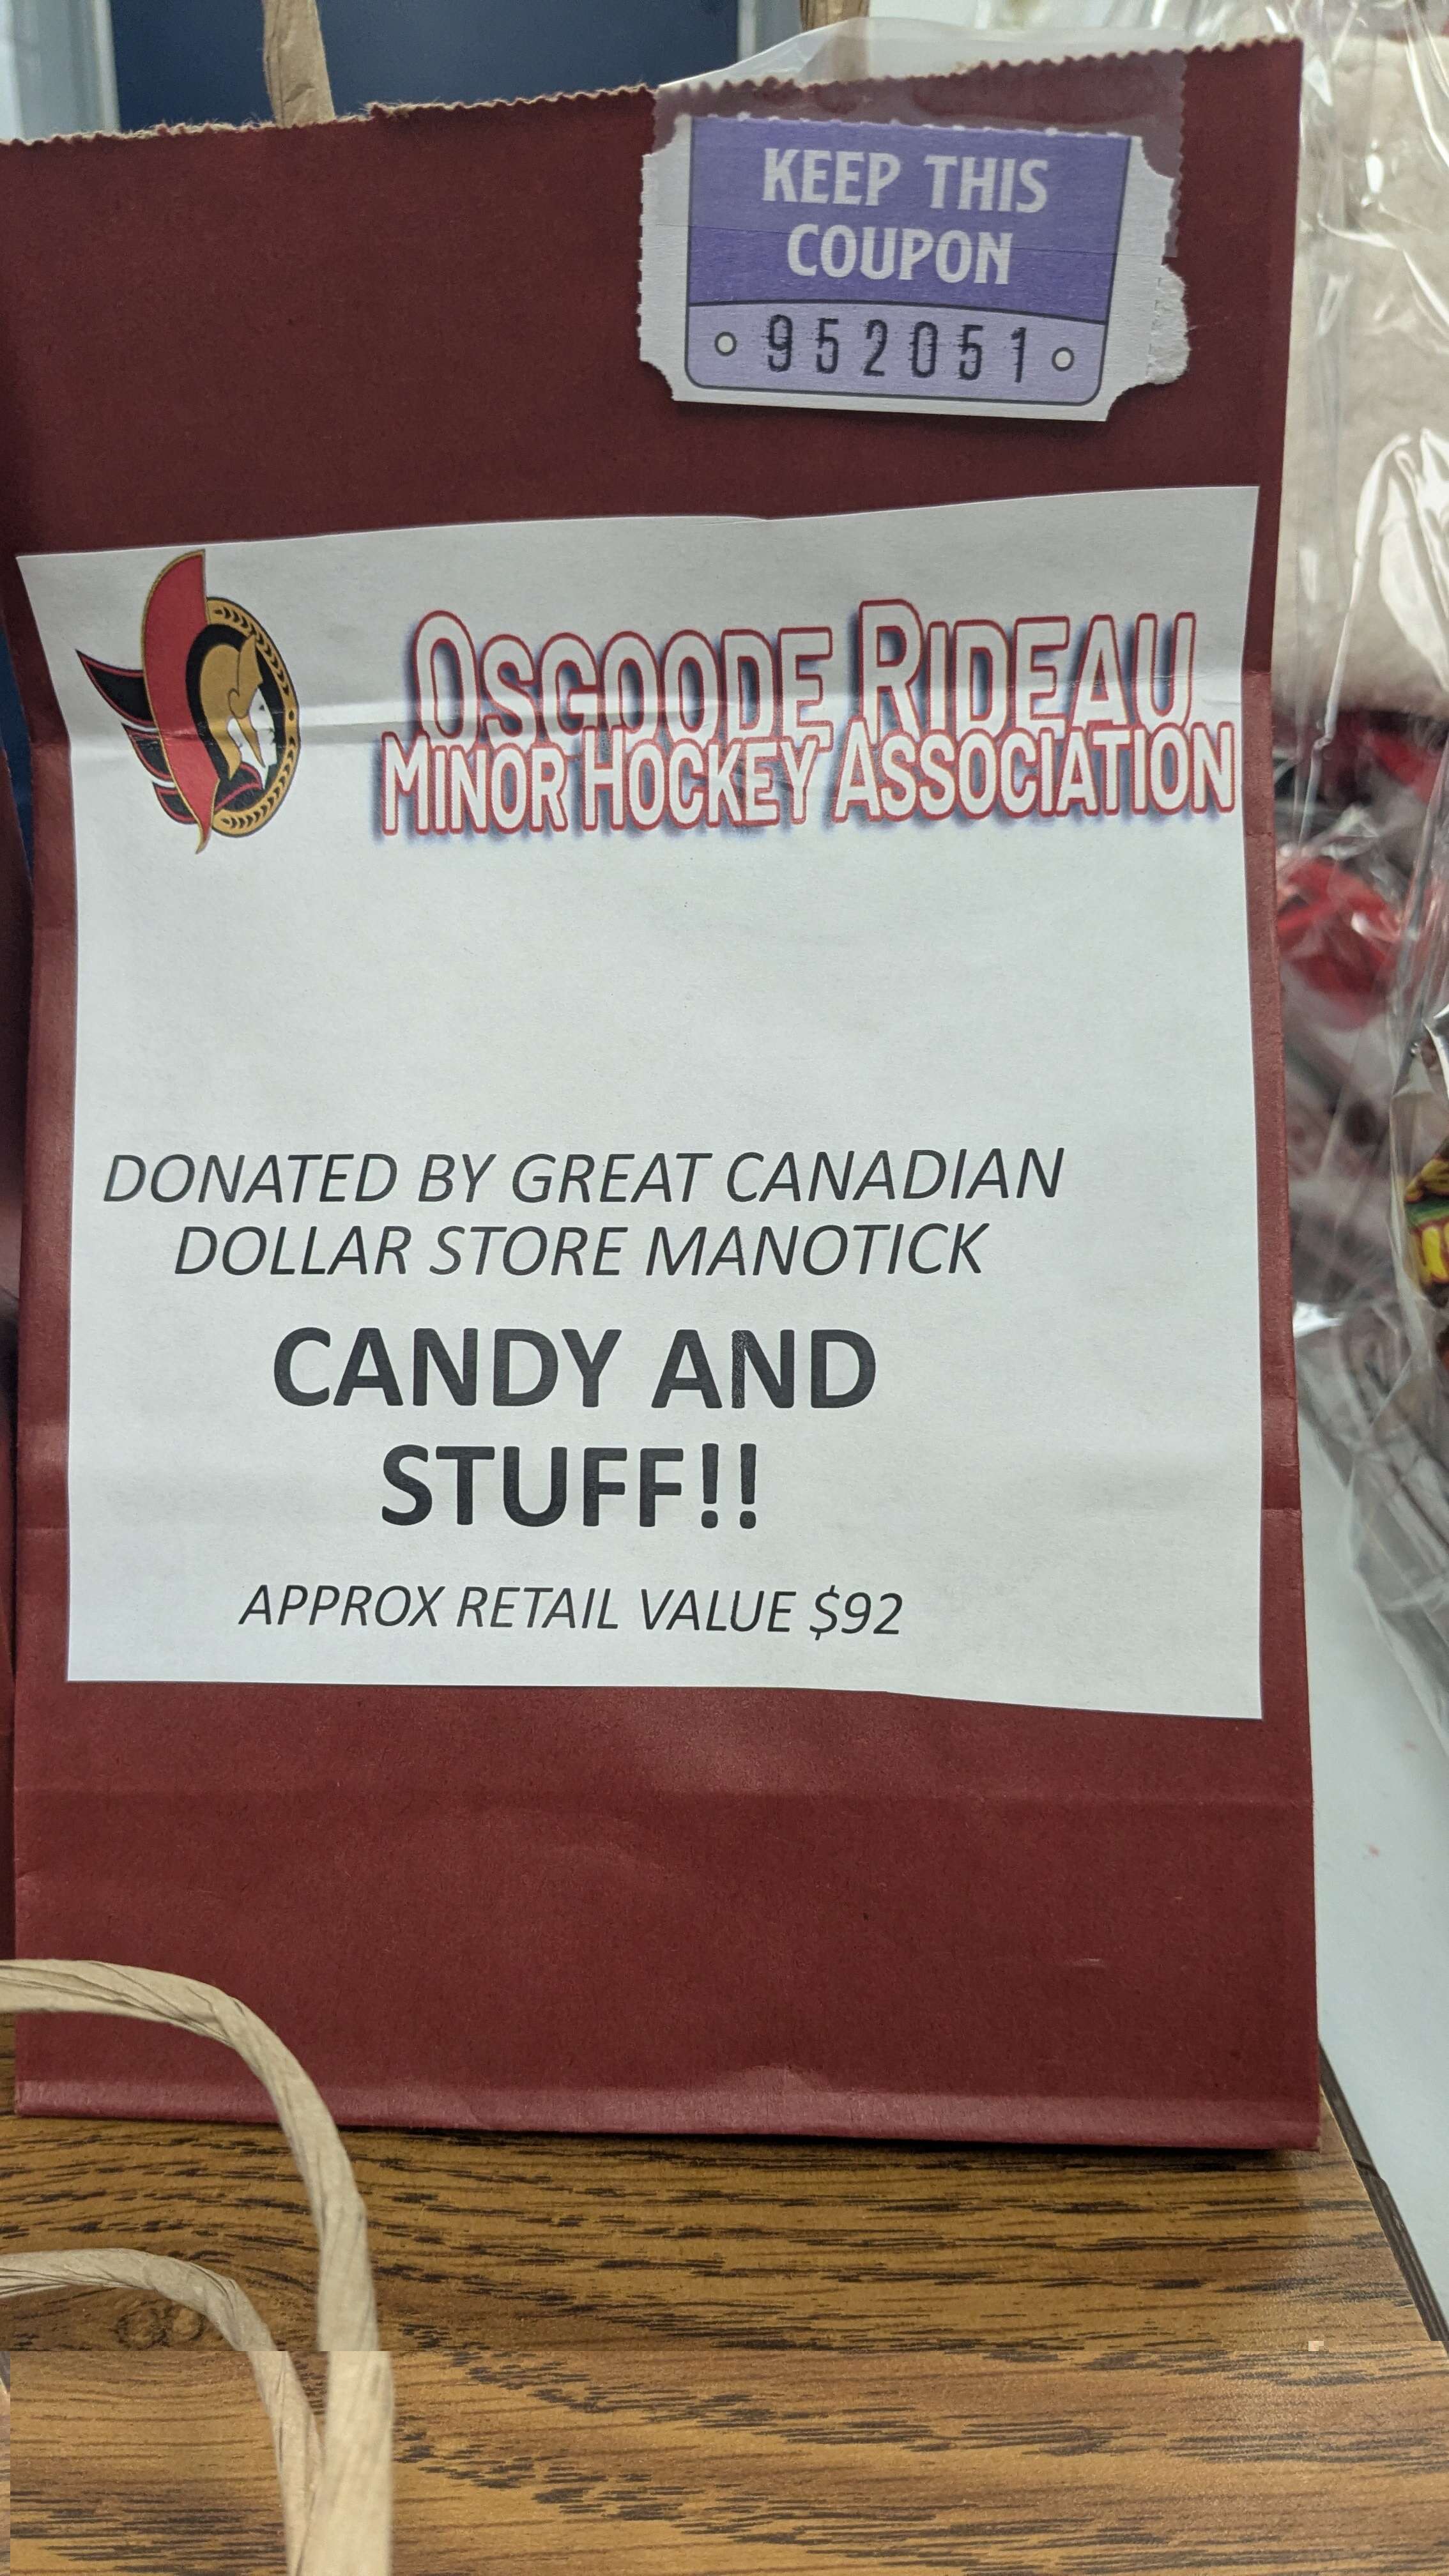 KEEP THIS
COUPON
952051
OSGOODE RIDEAU
MINOR HOCKEY ASSOCIATION
DONATED BY GREAT CANADIAN
DOLLAR STORE MANOTICK
CANDY AND
STUFF!!
APPROX RETAIL VALUE $92